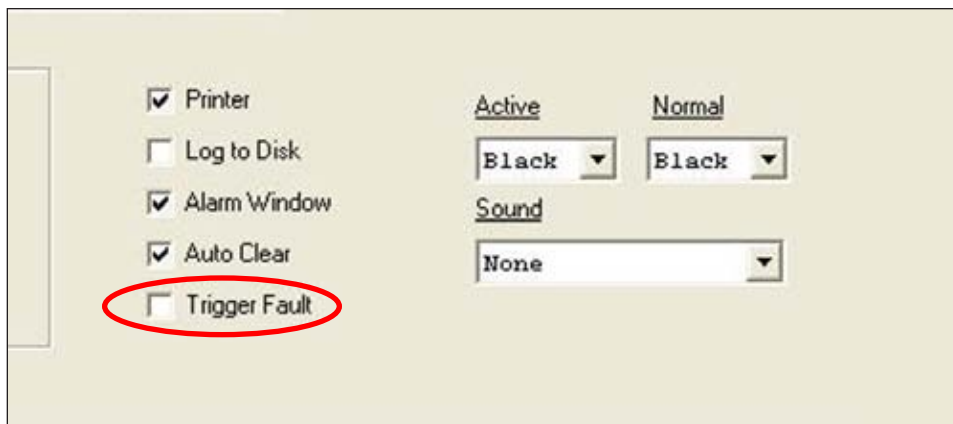 Printer
Log to Disk
Alarm Window
Auto Clear
Trigger Fault
Active Normal
Black Black
Sound
None